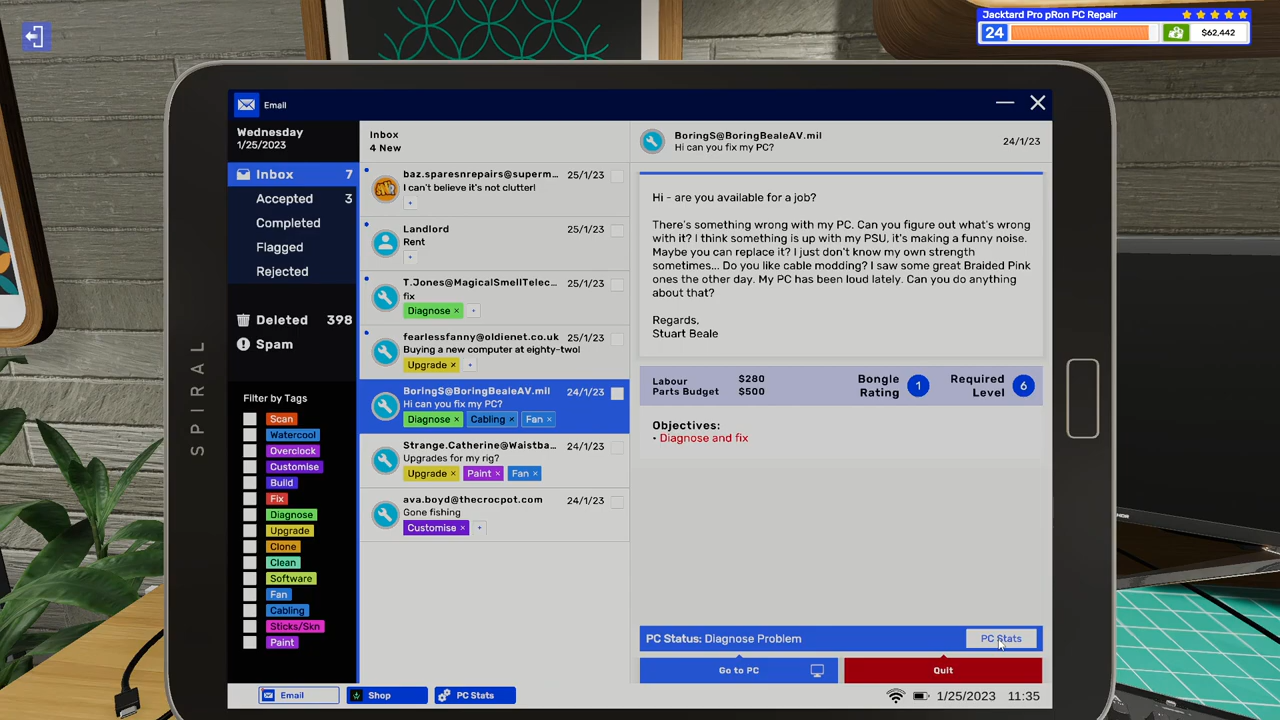 Jacktard Pro pRon PC Repair
24
$62,442
Email
Wednesday
1/25/2023
Inbox 7
Accepted 3
Completed
Flagged
Rejected
Deleted 398
Spam
Filter by Tags
Scan
Watercool
Overclock
Customise
Build
Fix
Diagnose
Upgrade
Clone
Clean
Software
Fan
Cabling
Sticks/Skn
Paint
Inbox
4 New
baz.sparesnrepairs@superm... 25/1/23
I can't believe it's not clutter!
+
Landlord 25/1/23
Rent
+
T.Jones@MagicalSmellTelec... 25/1/23
fix
Diagnose × +
fearlessfanny@oldienet.co.uk 25/1/23
Buying a new computer at eighty-two!
Upgrade × +
BoringS@BoringBealeAV.mil 24/1/23
Hi can you fix my PC?
Diagnose × Cabling × Fan ×
Strange.Catherine@Waistba... 24/1/23
Upgrades for my rig?
Upgrade × Paint × Fan ×
ava.boyd@thecrocpot.com 24/1/23
Gone fishing
Customise × +
BoringS@BoringBealeAV.mil
Hi can you fix my PC?
24/1/23
Hi - are you available for a job?
There's something wrong with my PC. Can you figure out what's wrong
with it? I think something is up with my PSU, it's making a funny noise.
Maybe you can replace it? I just don't know my own strength
sometimes... Do you like cable modding? I saw some great Braided Pink
ones the other day. My PC has been loud lately. Can you do anything
about that?
Regards,
Stuart Beale
Labour $280
Parts Budget $500
Bongle Rating 1
Required Level 6
Objectives:
• Diagnose and fix
PC Status: Diagnose Problem
PC Stats
Go to PC
Quit
Email
Shop
PC Stats
1/25/2023 11:35
SPIRAL